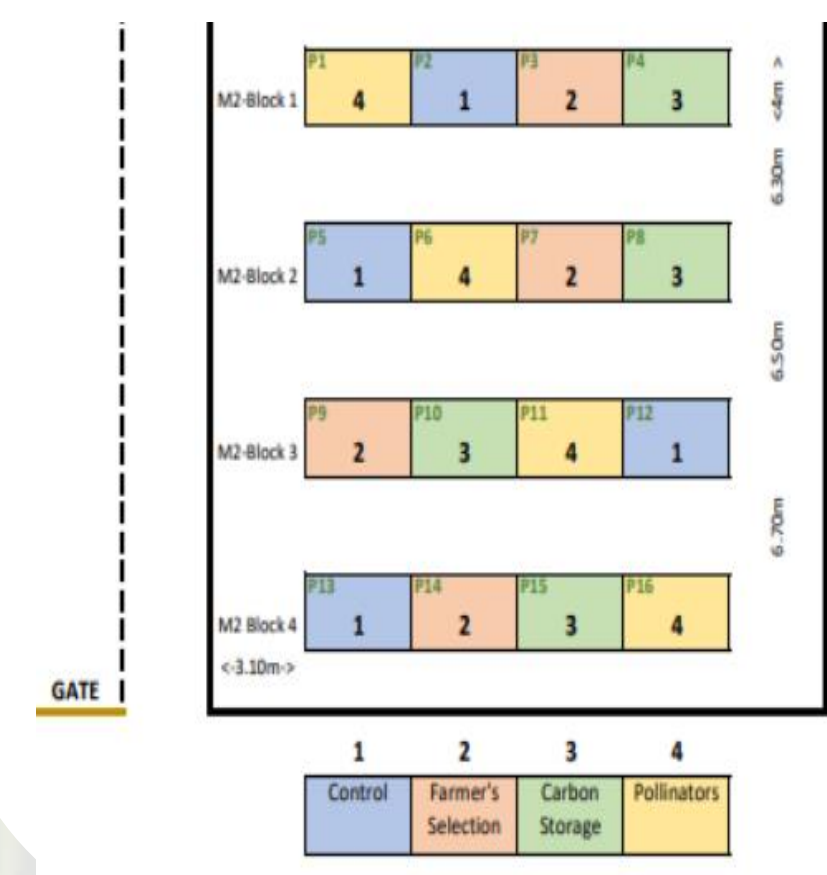 P1 P2 P3 P4
M2-Block 1 4 1 2 3
<4m >
6.30m
P5 P6 P7 P8
M2-Block 2 1 4 2 3
6.50m
P9 P10 P11 P12
M2-Block 3 2 3 4 1
6.70m
P13 P14 P15 P16
M2 Block 4 1 2 3 4
<-3.10m->
GATE
1 2 3 4
Control Farmer's Carbon Pollinators
Selection Storage